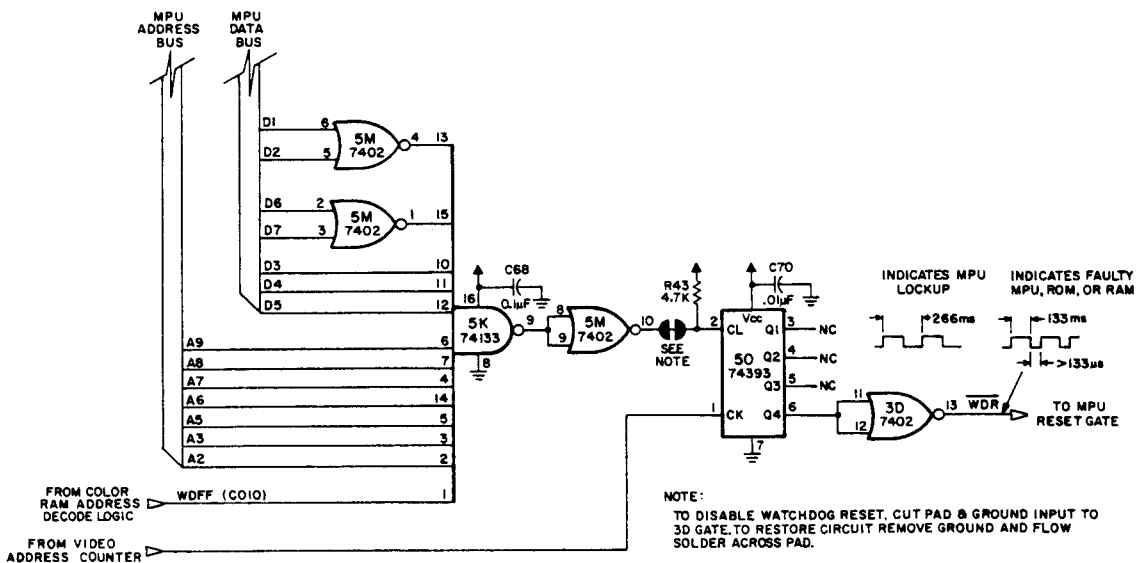 MPU
ADDRESS
BUS
MPU
DATA
BUS
D1
6
5M
7402
4
13
D2
5
D6
2
5M
7402
1
15
D7
3
D3
10
D4
11
D5
12
16
C68
0.1µF
5K
74133
9
8
8
9
5M
7402
10
SEE
NOTE
R43
4.7K
C70
.01µF
Vcc
2
CL
Q1
3
NC
50
74393
Q2
4
NC
Q3
5
NC
1
CK
Q4
6
7
11
12
3D
7402
13
WDR
TO MPU
RESET GATE
INDICATES MPU
LOCKUP
266ms
INDICATES FAULTY
MPU, ROM, OR RAM
133ms
>133µs
A9
6
A8
7
A7
4
A6
14
A5
5
A3
3
A2
2
FROM COLOR
RAM ADDRESS
DECODE LOGIC
WDFF (C010)
1
FROM VIDEO
ADDRESS COUNTER
NOTE:
TO DISABLE WATCHDOG RESET, CUT PAD & GROUND INPUT TO
3D GATE. TO RESTORE CIRCUIT REMOVE GROUND AND FLOW
SOLDER ACROSS PAD.